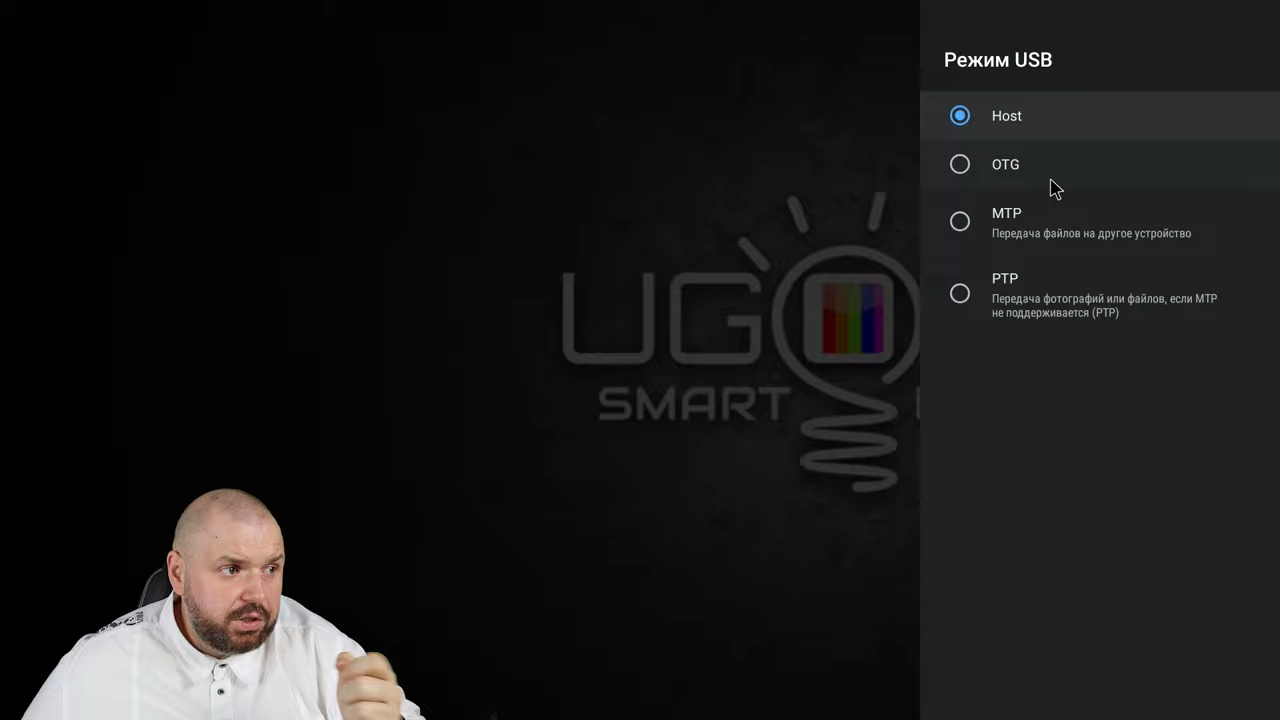 Режим USB
Host
OTG
MTP
Передача файлов на другое устройство
PTP
Передача фотографий или файлов, если MTP
не поддерживается (PTP)
UGO
SMART